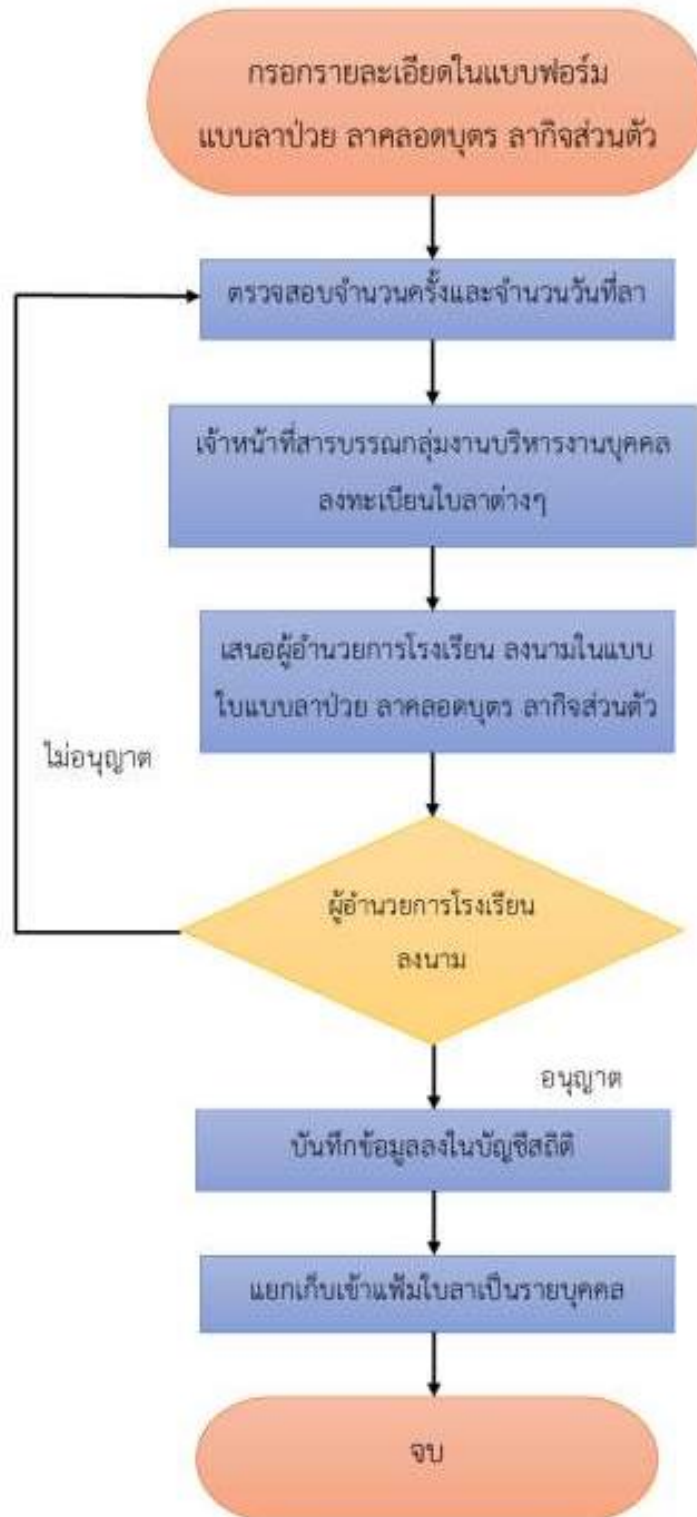 กรอกรายละเอียดในแบบฟอร์ม
แบบลาป่วย ลาคลอดบุตร ลากิจส่วนตัว
ตรวจสอบจำนวนครั้งและจำนวนวันที่ลา
เจ้าหน้าที่สารบรรณกลุ่มงานบริหารงานบุคคล
ลงทะเบียนใบลาต่างๆ
เสนอผู้อำนวยการโรงเรียน ลงนามในแบบ
ใบแบบลาป่วย ลาคลอดบุตร ลากิจส่วนตัว
ไม่อนุญาต
ผู้อำนวยการโรงเรียน
ลงนาม
อนุญาต
บันทึกข้อมูลลงในบัญชีสถิติ
แยกเก็บเข้าแฟ้มใบลาเป็นรายบุคคล
จบ